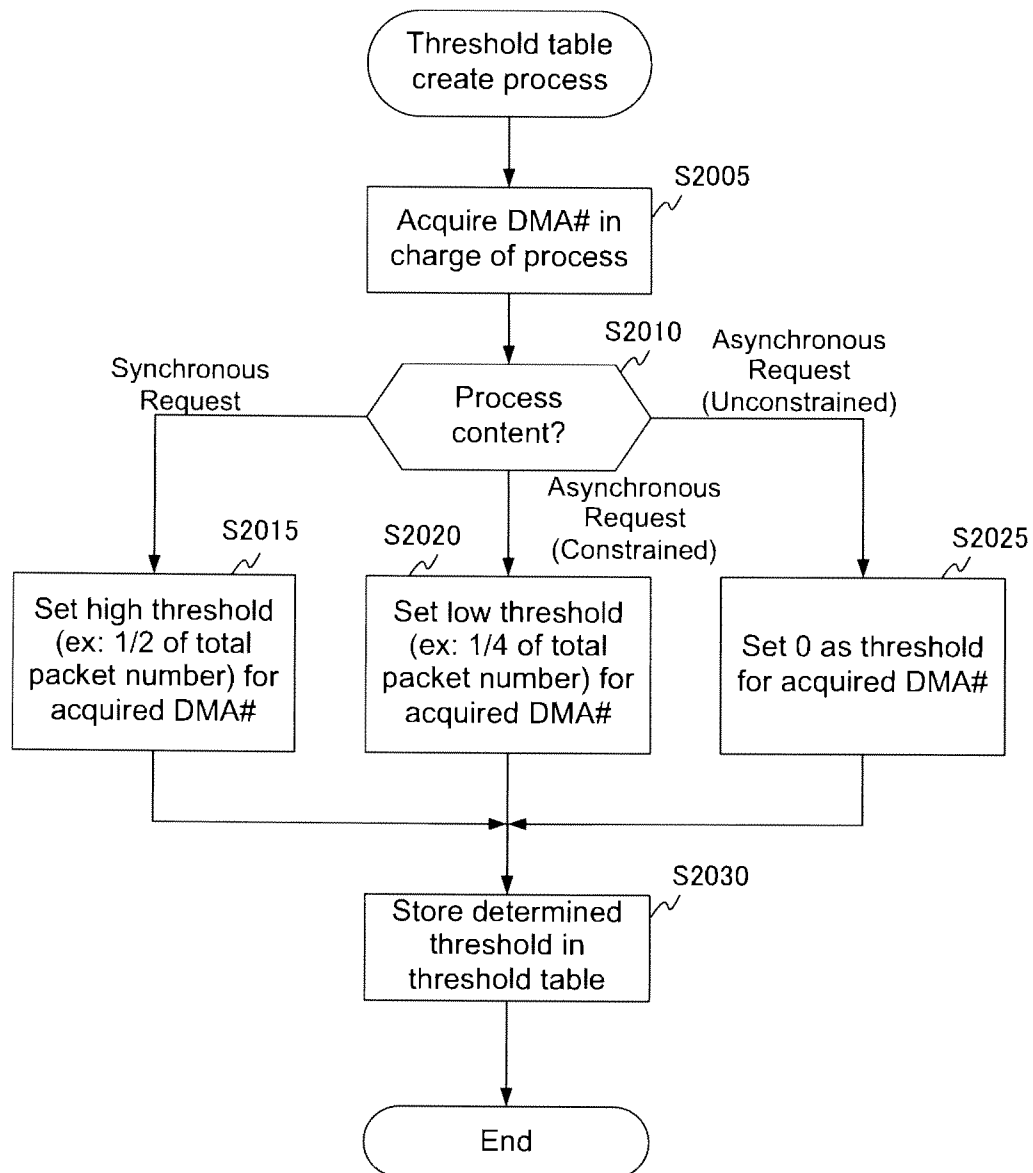 Threshold table
create process
S2005
Acquire DMA# in
charge of process
S2010
Process
content?
Synchronous
Request
Asynchronous
Request
(Constrained)
Asynchronous
Request
(Unconstrained)
S2015
Set high threshold
(ex: 1/2 of total
packet number) for
acquired DMA#
S2020
Set low threshold
(ex: 1/4 of total
packet number) for
acquired DMA#
S2025
Set 0 as threshold
for acquired DMA#
S2030
Store determined
threshold in
threshold table
End